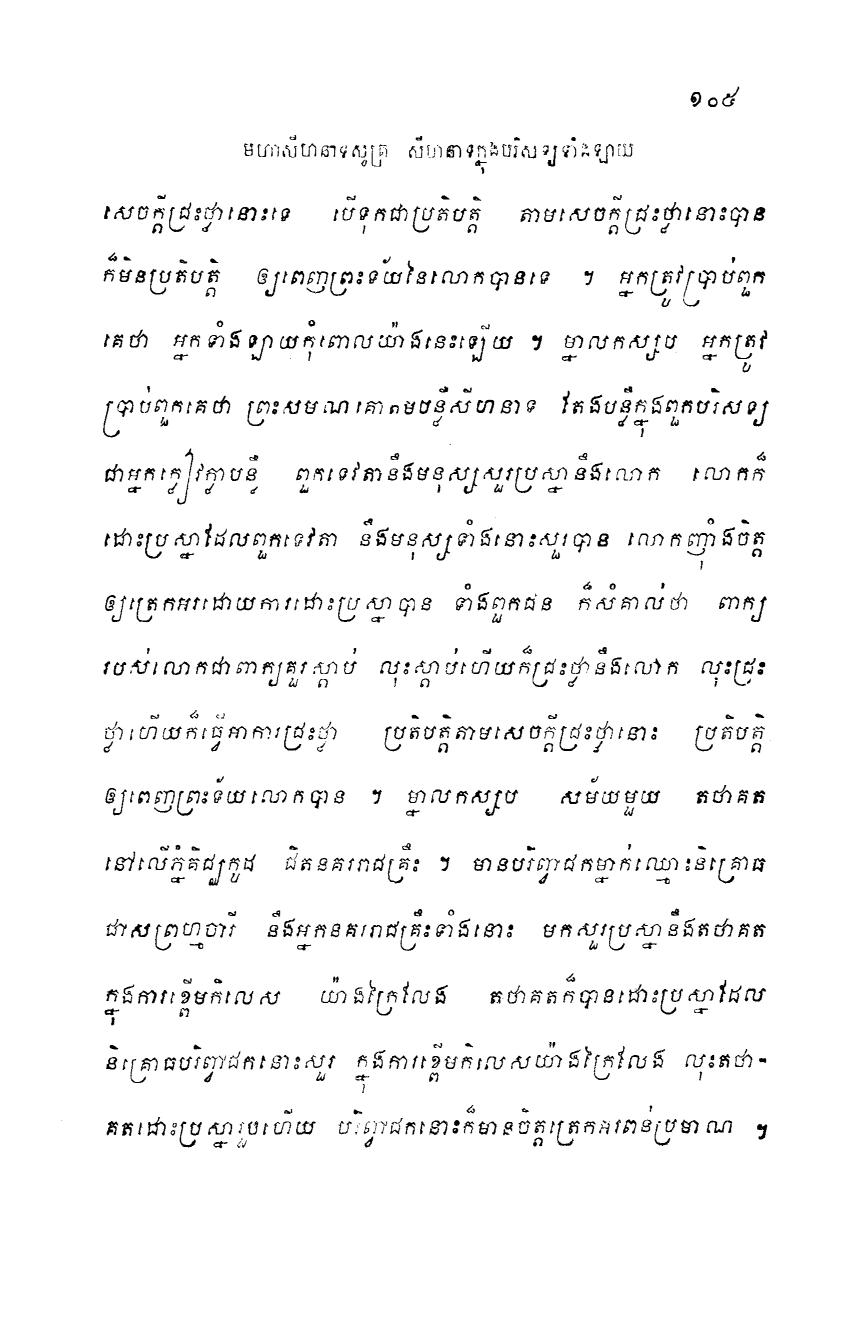 ១០៥
មហាសីហនាទសូត្រ សីហនាទក្នុងបរិសទ្យទាំងឡាយ
សេចក្តីជ្រះថ្លានោះទេ បើទុកជាប្រតិបត្តិ តាមសេចក្តីជ្រះថ្លានោះបាន
ក៏មិនប្រតិបត្តិ ឲ្យពេញព្រះទ័យនៃលោកបានទេ ។ អ្នកត្រូវប្រាប់ពួក
គេថា អ្នកទាំងឡាយកុំពោលយ៉ាងនេះឡើយ ។ ម្នាលកស្សប អ្នកត្រូវ
ប្រាប់ពួកគេថា ព្រះសមណគោតមបន្លឺសីហនាទ តែងបន្លឺក្នុងពួកបរិសទ្យ
ជាអ្នកក្លៀវក្លាបន្លឺ ពួកទេវតានឹងមនុស្សសួរប្រស្នានឹងលោក លោកក៏
ដោះប្រស្នាដែលពួកទេវតា នឹងមនុស្សទាំងនោះសួរបាន លោកញុំាងចិត្ត
ឲ្យត្រេកអរដោយការដោះប្រស្នាបាន ទាំងពួកជន ក៏សំគាល់ថា ពាក្យ
របស់លោកជាពាក្យគួរស្តាប់ លុះស្តាប់ហើយក៏ជ្រះថ្លានឹងលោក លុះជ្រះ
ថ្លាហើយក៏ធ្វើអាការជ្រះថ្លា ប្រតិបត្តិតាមសេចក្តីជ្រះថ្លានោះ ប្រតិបត្តិ
ឲ្យពេញព្រះទ័យលោកបាន ។ ម្នាលកស្សប សម័យមួយ តថាគត
នៅលើភ្នំគិជ្ឈកូដ ជិតនគររាជគ្រឹះ ។ មានបរិព្វាជកម្នាក់ឈ្មោះនិគ្រោធ
ជាសព្រហ្មចារី នឹងអ្នកនគររាជគ្រឹះទាំងនោះ មកសួរប្រស្នានឹងតថាគត
ក្នុងការខ្ពើមកិលេស យ៉ាងក្រៃលែង តថាគតក៏បានដោះប្រស្នាដែល
និគ្រោធបរិព្វាជកនោះសួរ ក្នុងការខ្ពើមកិលេសយ៉ាងក្រៃលែង លុះតថា-
គតដោះប្រស្នារួចហើយ បរិព្វាជកនោះក៏មានចិត្តត្រេកអរពន់ប្រមាណ ។